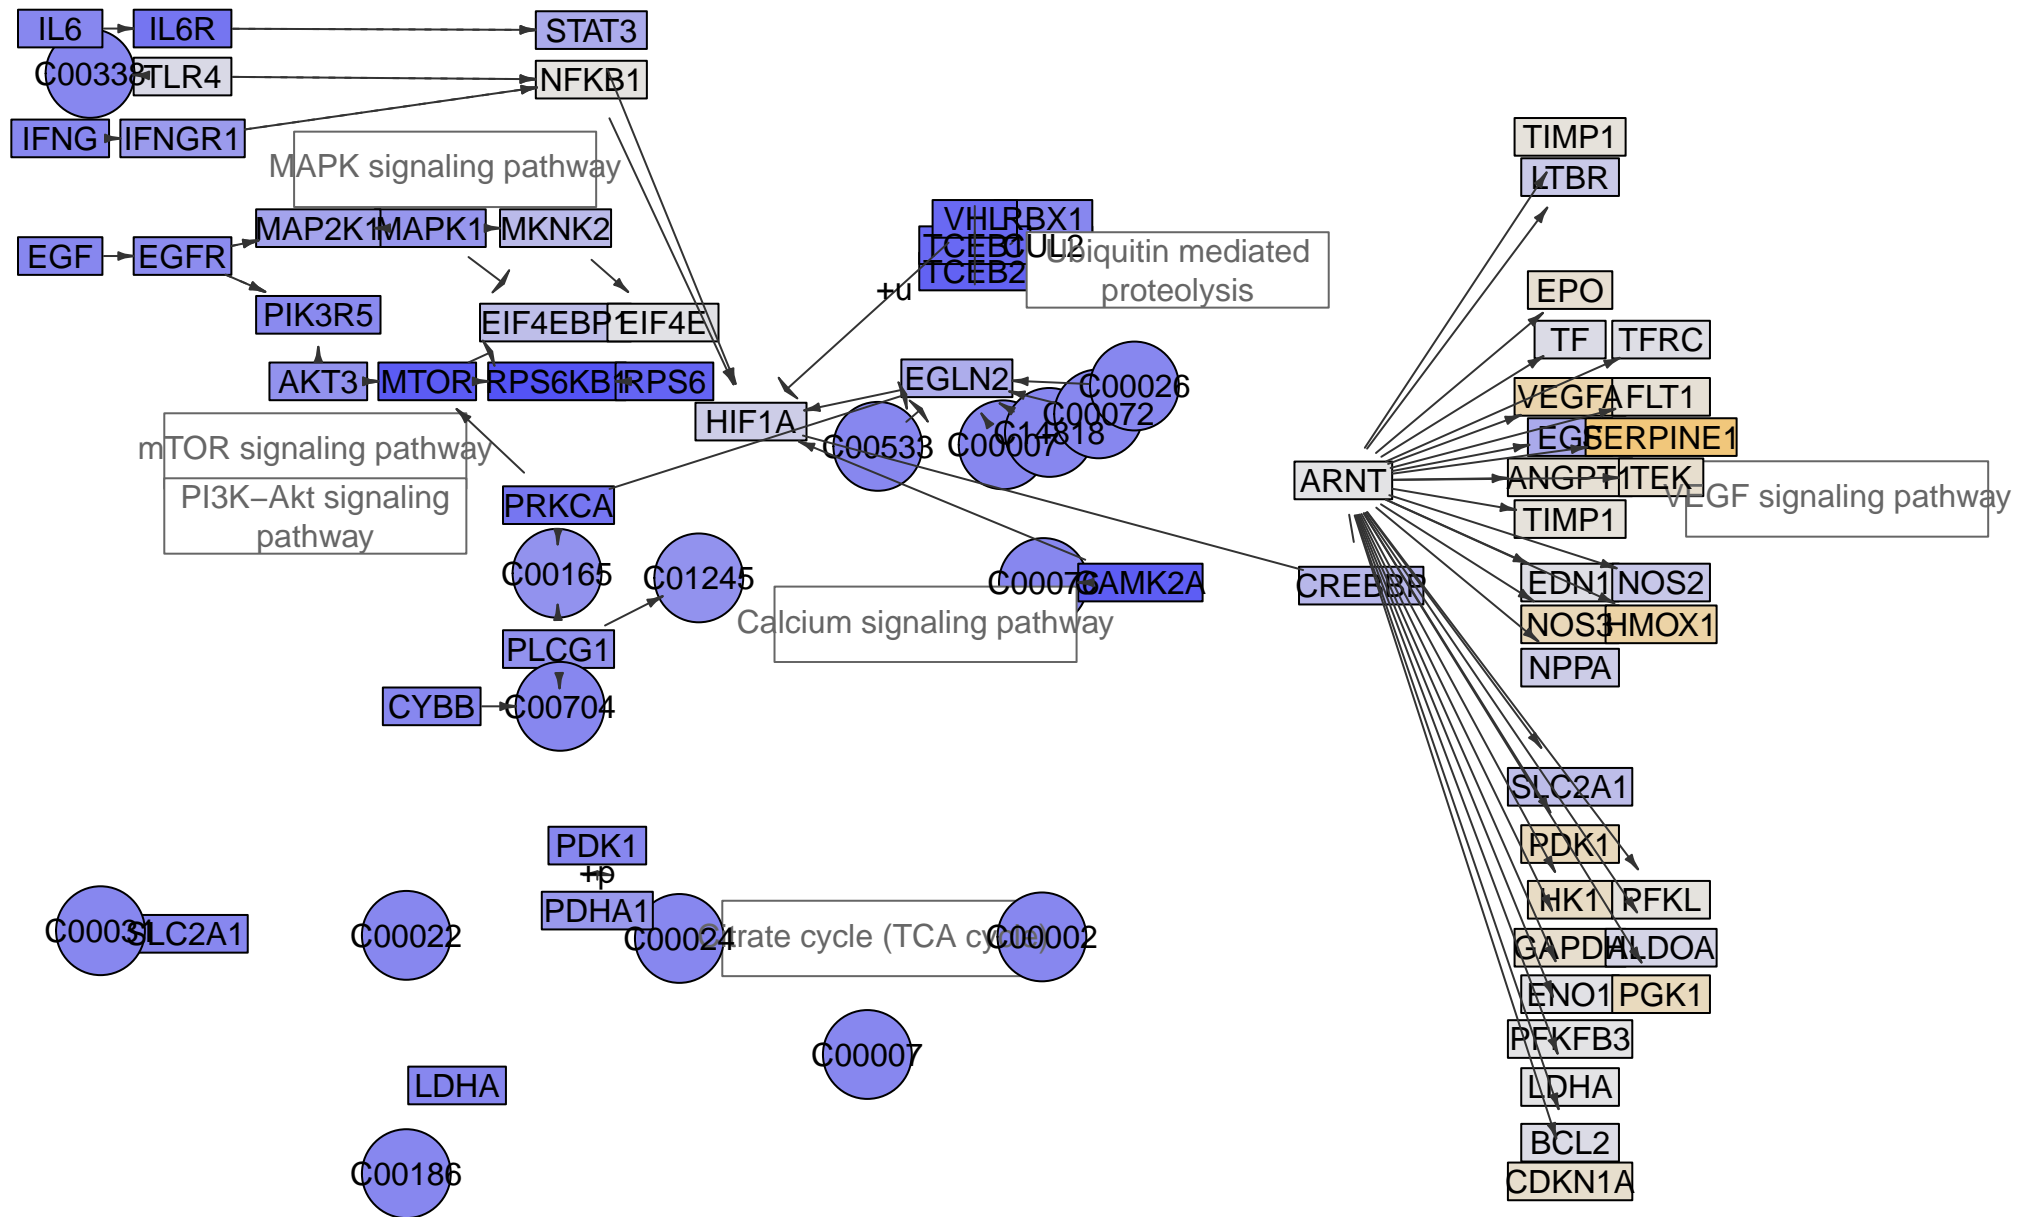 IL6
IL6R
STAT3
C00338
TLR4
NFKB1
IFNG
IFNGR1
MAPK signaling pathway
MAP2K1
MAPK1
MKNK2
EGF
EGFR
PIK3R5
EIF4EBP1
EIF4E
AKT3
MTOR
RPS6KB1
RPS6
mTOR signaling pathway
PI3K–Akt signaling
pathway
HIF1A
VHL
RBX1
TCEB1
CUL2
TCEB2
Ubiquitin mediated
proteolysis
+u
EGLN2
C00533
C00007
C14818
C00072
C00026
PRKCA
C00165
C01245
PLCG1
CYBB
C00704
C00076
CAMK2A
Calcium signaling pathway
CREBBP
ARNT
TIMP1
LTBR
EPO
TF
TFRC
VEGFA
FLT1
EGF
SERPINE1
ANGPT1
TEK
VEGF signaling pathway
TIMP1
EDN1
NOS2
NOS3
HMOX1
NPPA
SLC2A1
PDK1
HK1
PFKL
GAPDH
ALDOA
ENO1
PGK1
PFKFB3
LDHA
BCL2
CDKN1A
PDK1
+p
PDHA1
C00031
SLC2A1
C00022
C00024
Citrate cycle (TCA cycle)
C00002
C00007
LDHA
C00186